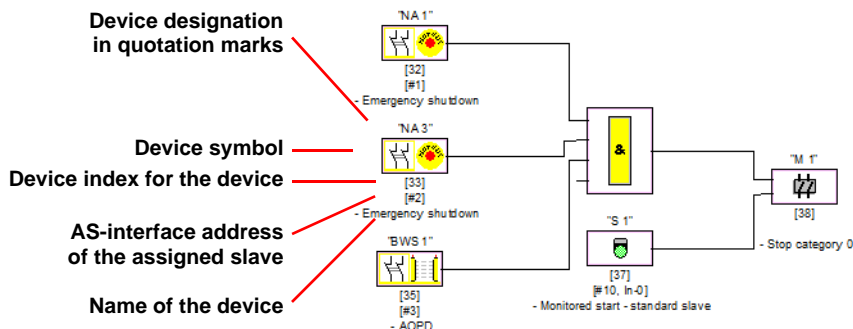 Device designation
in quotation marks
Device symbol
Device index for the device
AS-interface address
of the assigned slave
Name of the device
"NA 1"
[32]
[#1]
- Emergency shutdown
"NA 3"
[33]
[#2]
- Emergency shutdown
"BWS 1"
[35]
[#3]
- AOPD
&
"S 1"
[37]
[#10, In-0]
- Monitored start - standard slave
"M 1"
[38]
- Stop category 0